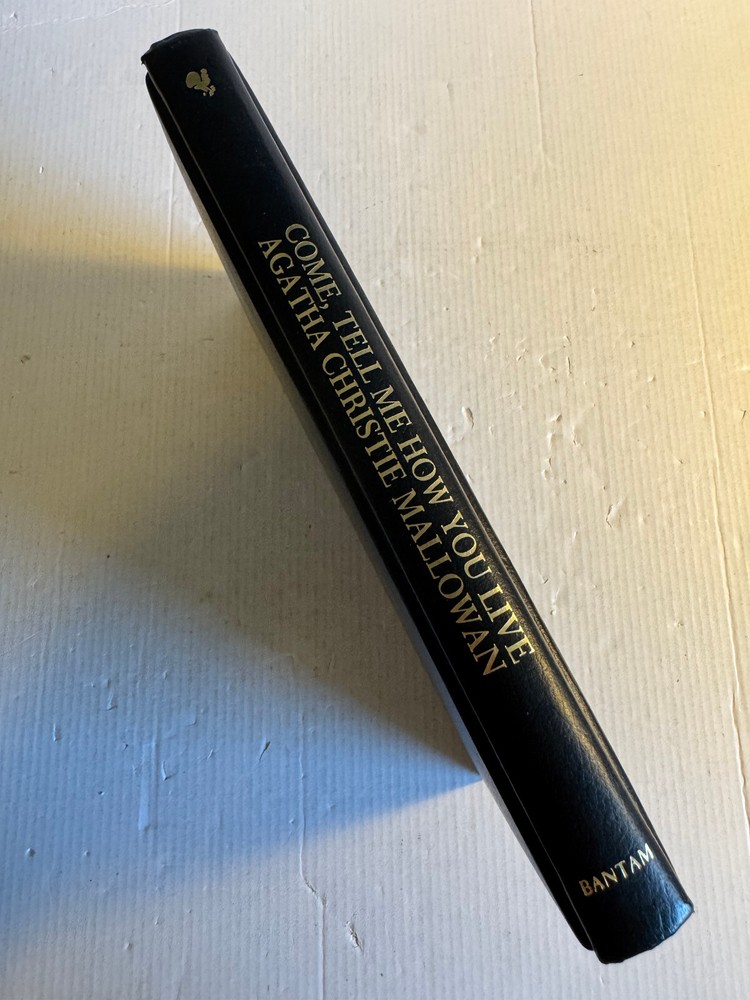 COME, TELL ME HOW YOU LIVE
AGATHA CHRISTIE MALLOWAN
BANTAM